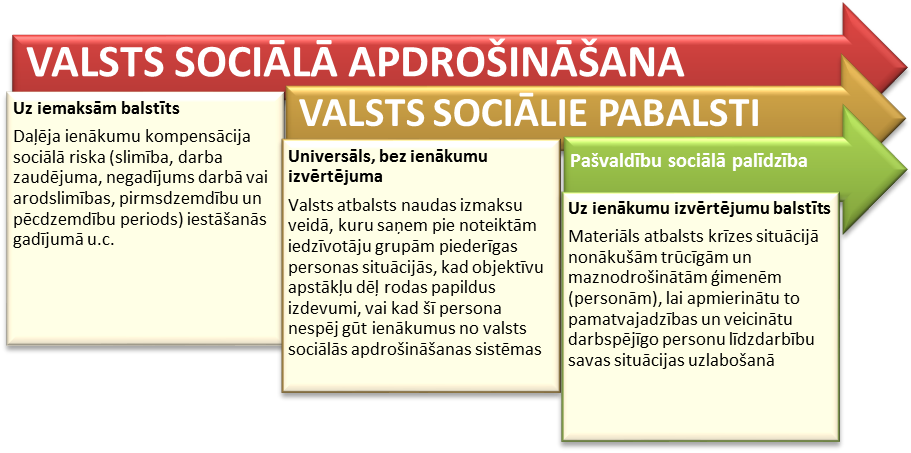 VALSTS SOCIĀLĀ APDROŠINĀŠANA
Uz iemaksām balstīts
Daļēja ienākumu kompensācija
sociālā riska (slimība, darba
zaudējuma, negadījums darbā vai
arodslimības, pirmsdzemdību un
pēcdzemdību periods) iestāšanās
gadījumā u.c.
VALSTS SOCIĀLIE PABALSTI
Universāls, bez ienākumu
izvērtējuma
Valsts atbalsts naudas izmaksu
veidā, kuru saņem pie noteiktām
iedzīvotāju grupām piederīgas
personas situācijās, kad objektīvu
apstākļu dēļ rodas papildus
izdevumi, vai kad šī persona
nespēj gūt ienākumus no valsts
sociālās apdrošināšanas sistēmas
Pašvaldību sociālā palīdzība
Uz ienākumu izvērtējumu balstīts
Materiāls atbalsts krīzes situācijā
nonākušām trūcīgām un
maznodrošinātām ģimenēm
(personām), lai apmierinātu to
pamatvajadzības un veicinātu
darbspējīgo personu līdzdarbību
savas situācijas uzlabošanā